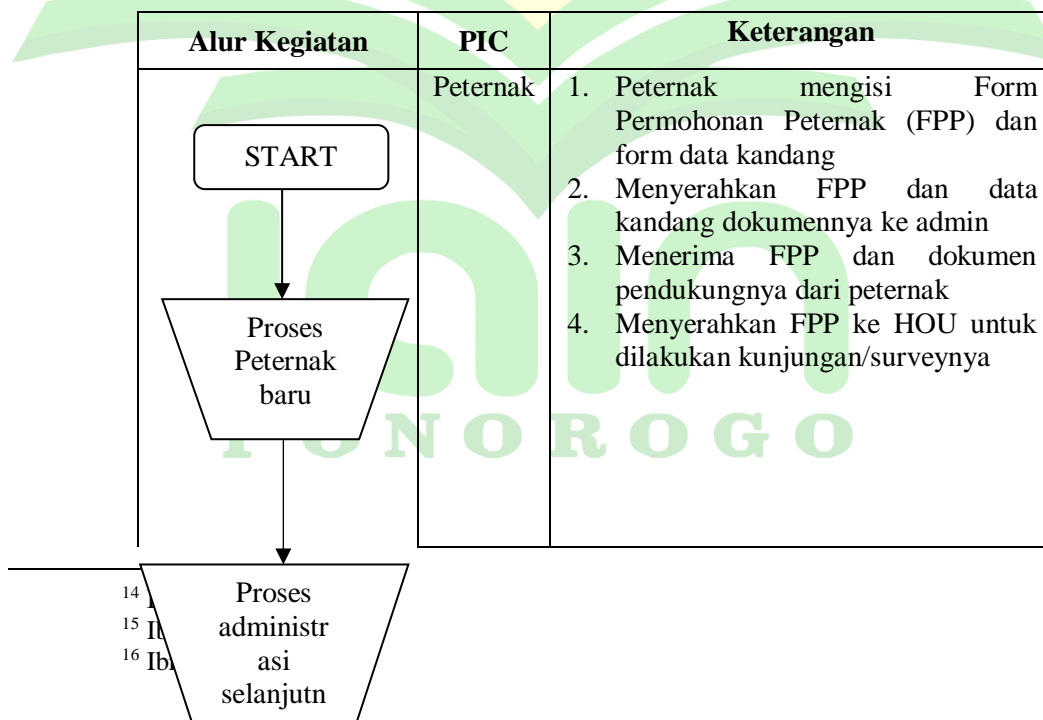 Alur Kegiatan PIC Keterangan
START
Proses
Peternak
baru
Proses
administr
asi
selanjutn
Peternak
1. Peternak mengisi Form
Permohonan Peternak (FPP) dan
form data kandang
2. Menyerahkan FPP dan data
kandang dokumennya ke admin
3. Menerima FPP dan dokumen
pendukungnya dari peternak
4. Menyerahkan FPP ke HOU untuk
dilakukan kunjungan/surveynya
14
15
16